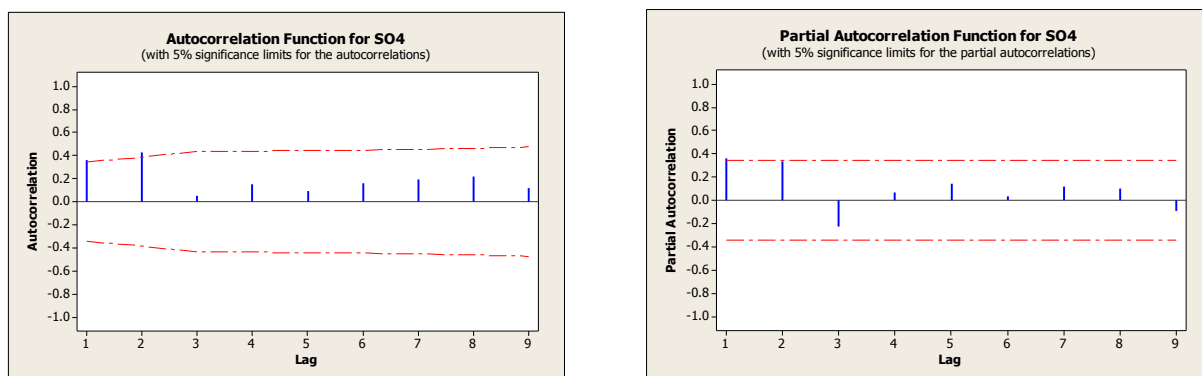 Autocorrelation Function for SO4
(with 5% significance limits for the autocorrelations)
1.0
0.8
0.6
0.4
0.2
0.0
-0.2
-0.4
-0.6
-0.8
-1.0
Autocorrelation
1 2 3 4 5 6 7 8 9
Lag
Partial Autocorrelation Function for SO4
(with 5% significance limits for the partial autocorrelations)
1.0
0.8
0.6
0.4
0.2
0.0
-0.2
-0.4
-0.6
-0.8
-1.0
Partial Autocorrelation
1 2 3 4 5 6 7 8 9
Lag